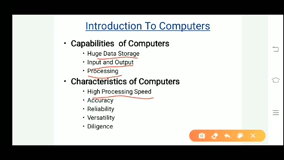 Introduction To Computers
• Capabilities of Computers
• Huge Data Storage
• Input and Output
• Processing
• Characteristics of Computers
• High Processing Speed
• Accuracy
• Reliability
• Versatility
• Diligence